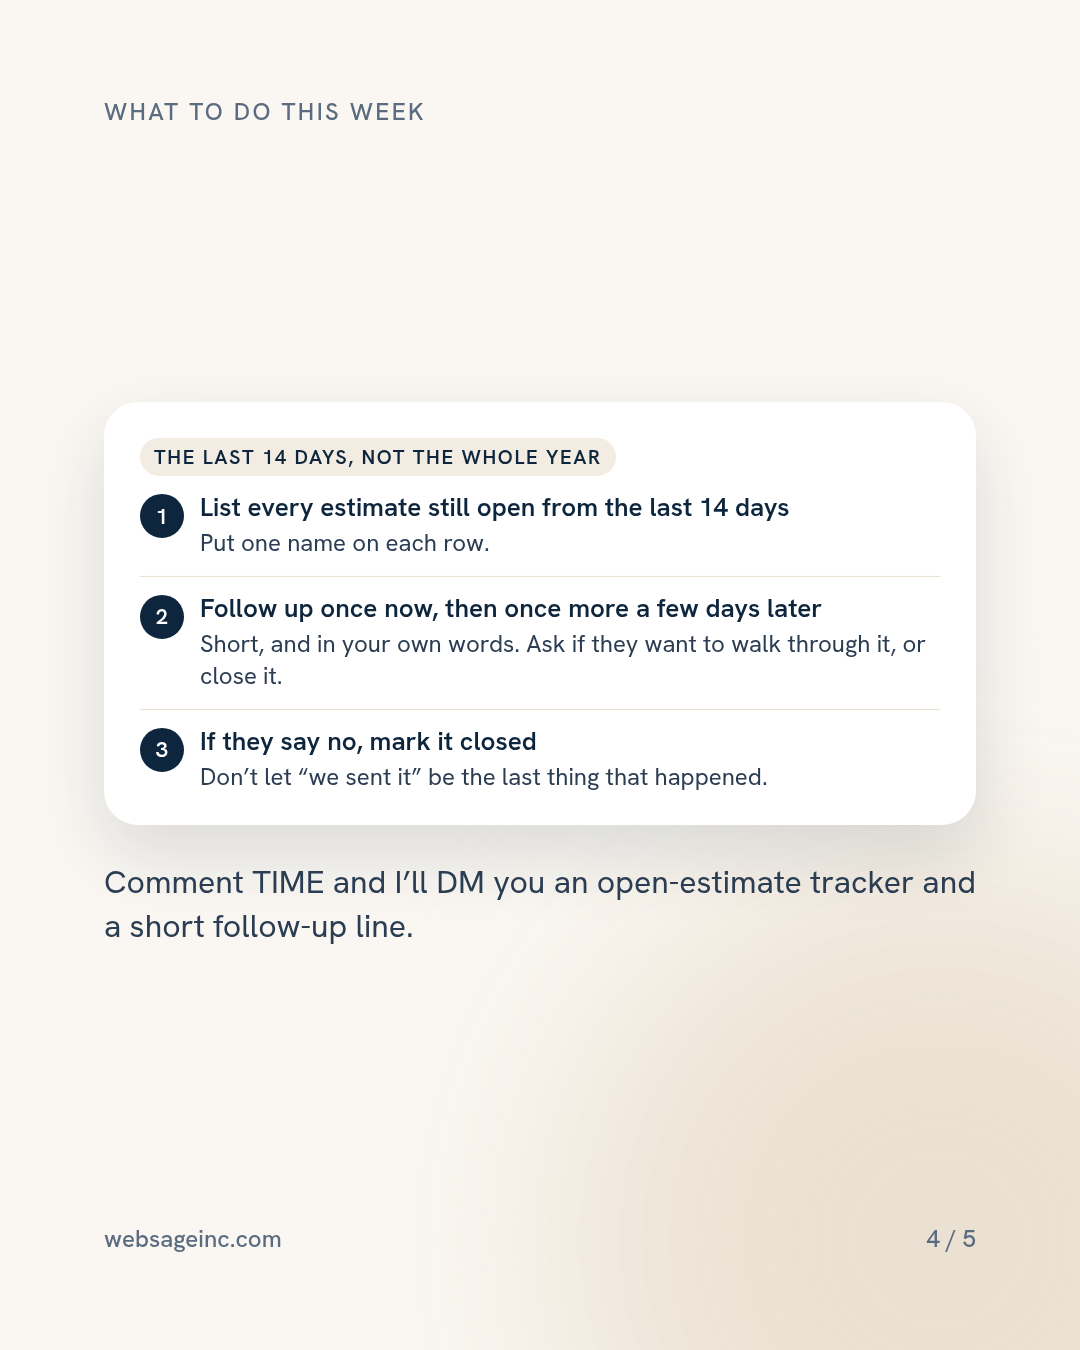 WHAT TO DO THIS WEEK
THE LAST 14 DAYS, NOT THE WHOLE YEAR
1
List every estimate still open from the last 14 days
Put one name on each row.
2
Follow up once now, then once more a few days later
Short, and in your own words. Ask if they want to walk through it, or
close it.
3
If they say no, mark it closed
Don’t let “we sent it” be the last thing that happened.
Comment TIME and I’ll DM you an open-estimate tracker and
a short follow-up line.
websageinc.com
4 / 5